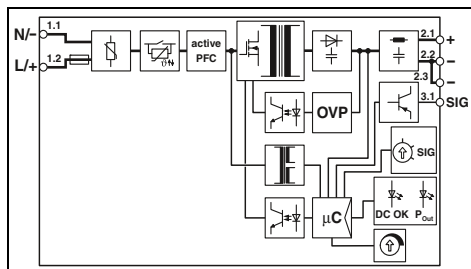 N/- 1.1
L/+ 1.2
active
PFC
2.1 +
2.2 -
2.3 -
3.1 SIG
OVP
SIG
μC
DC OK P Out